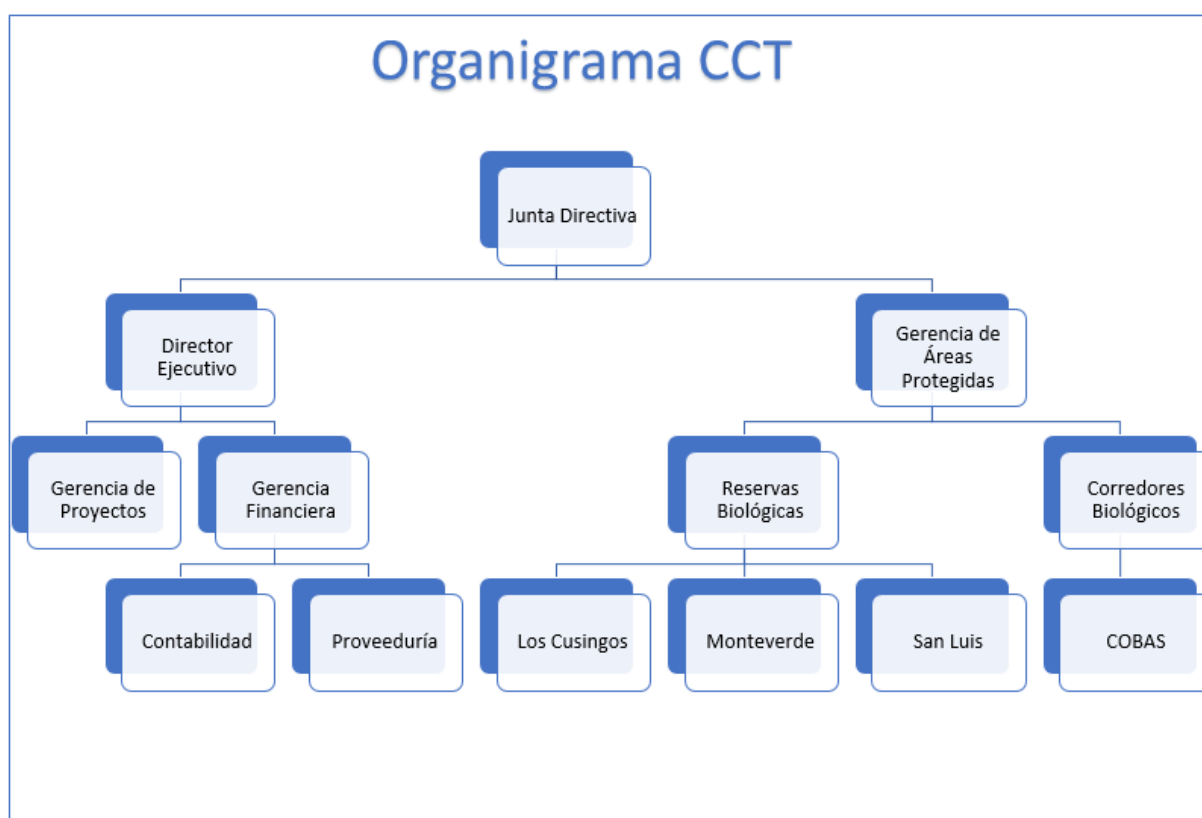 Organigrama CCT
Junta Directiva
Director
Ejecutivo
Gerencia de
Áreas
Protegidas
Gerencia de
Proyectos
Gerencia
Financiera
Reservas
Biológicas
Corredores
Biológicos
Contabilidad
Proveeduría
Los Cusingos
Monteverde
San Luis
COBAS